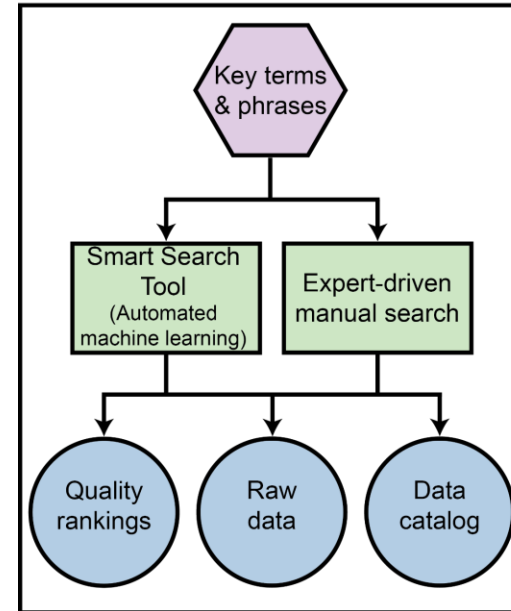 Key terms
& phrases
Smart Search
Tool
(Automated
machine learning)
Expert-driven
manual search
Quality
rankings
Raw
data
Data
catalog